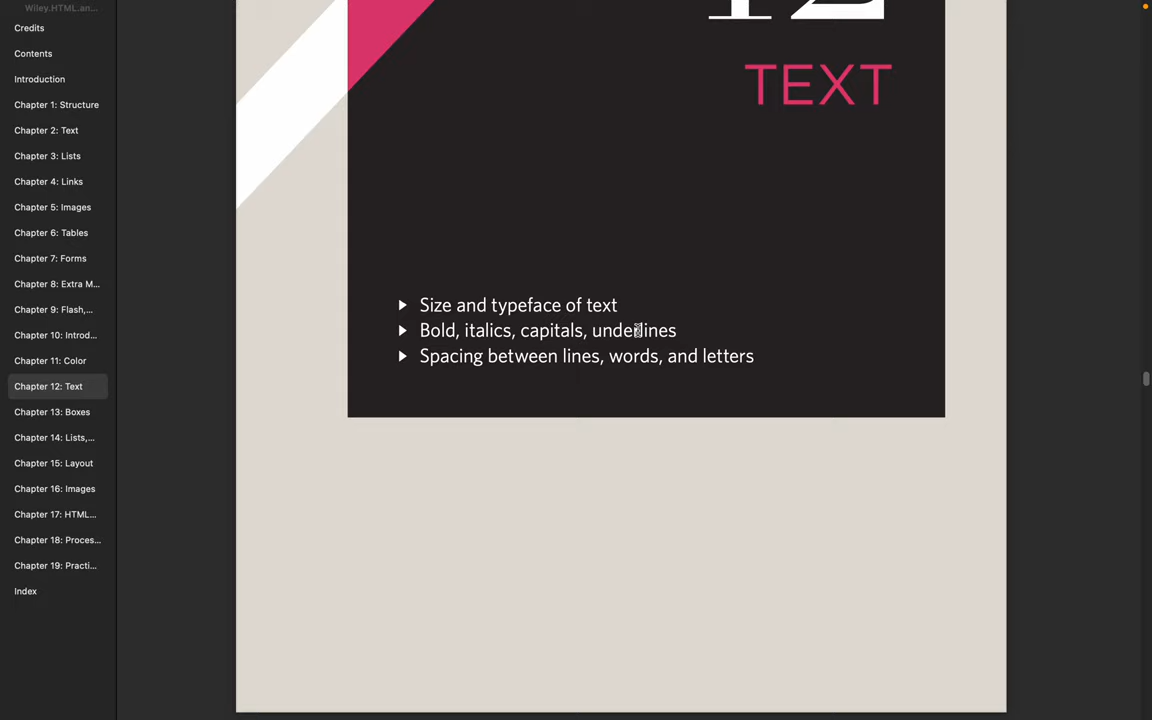 Wiley.HTML.an...
Credits
Contents
Introduction
Chapter 1: Structure
Chapter 2: Text
Chapter 3: Lists
Chapter 4: Links
Chapter 5: Images
Chapter 6: Tables
Chapter 7: Forms
Chapter 8: Extra M...
Chapter 9: Flash,...
Chapter 10: Introd...
Chapter 11: Color
Chapter 12: Text
Chapter 13: Boxes
Chapter 14: Lists,...
Chapter 15: Layout
Chapter 16: Images
Chapter 17: HTML...
Chapter 18: Proces...
Chapter 19: Practi...
Index
12
TEXT
Size and typeface of text
Bold, italics, capitals, underlines
Spacing between lines, words, and letters